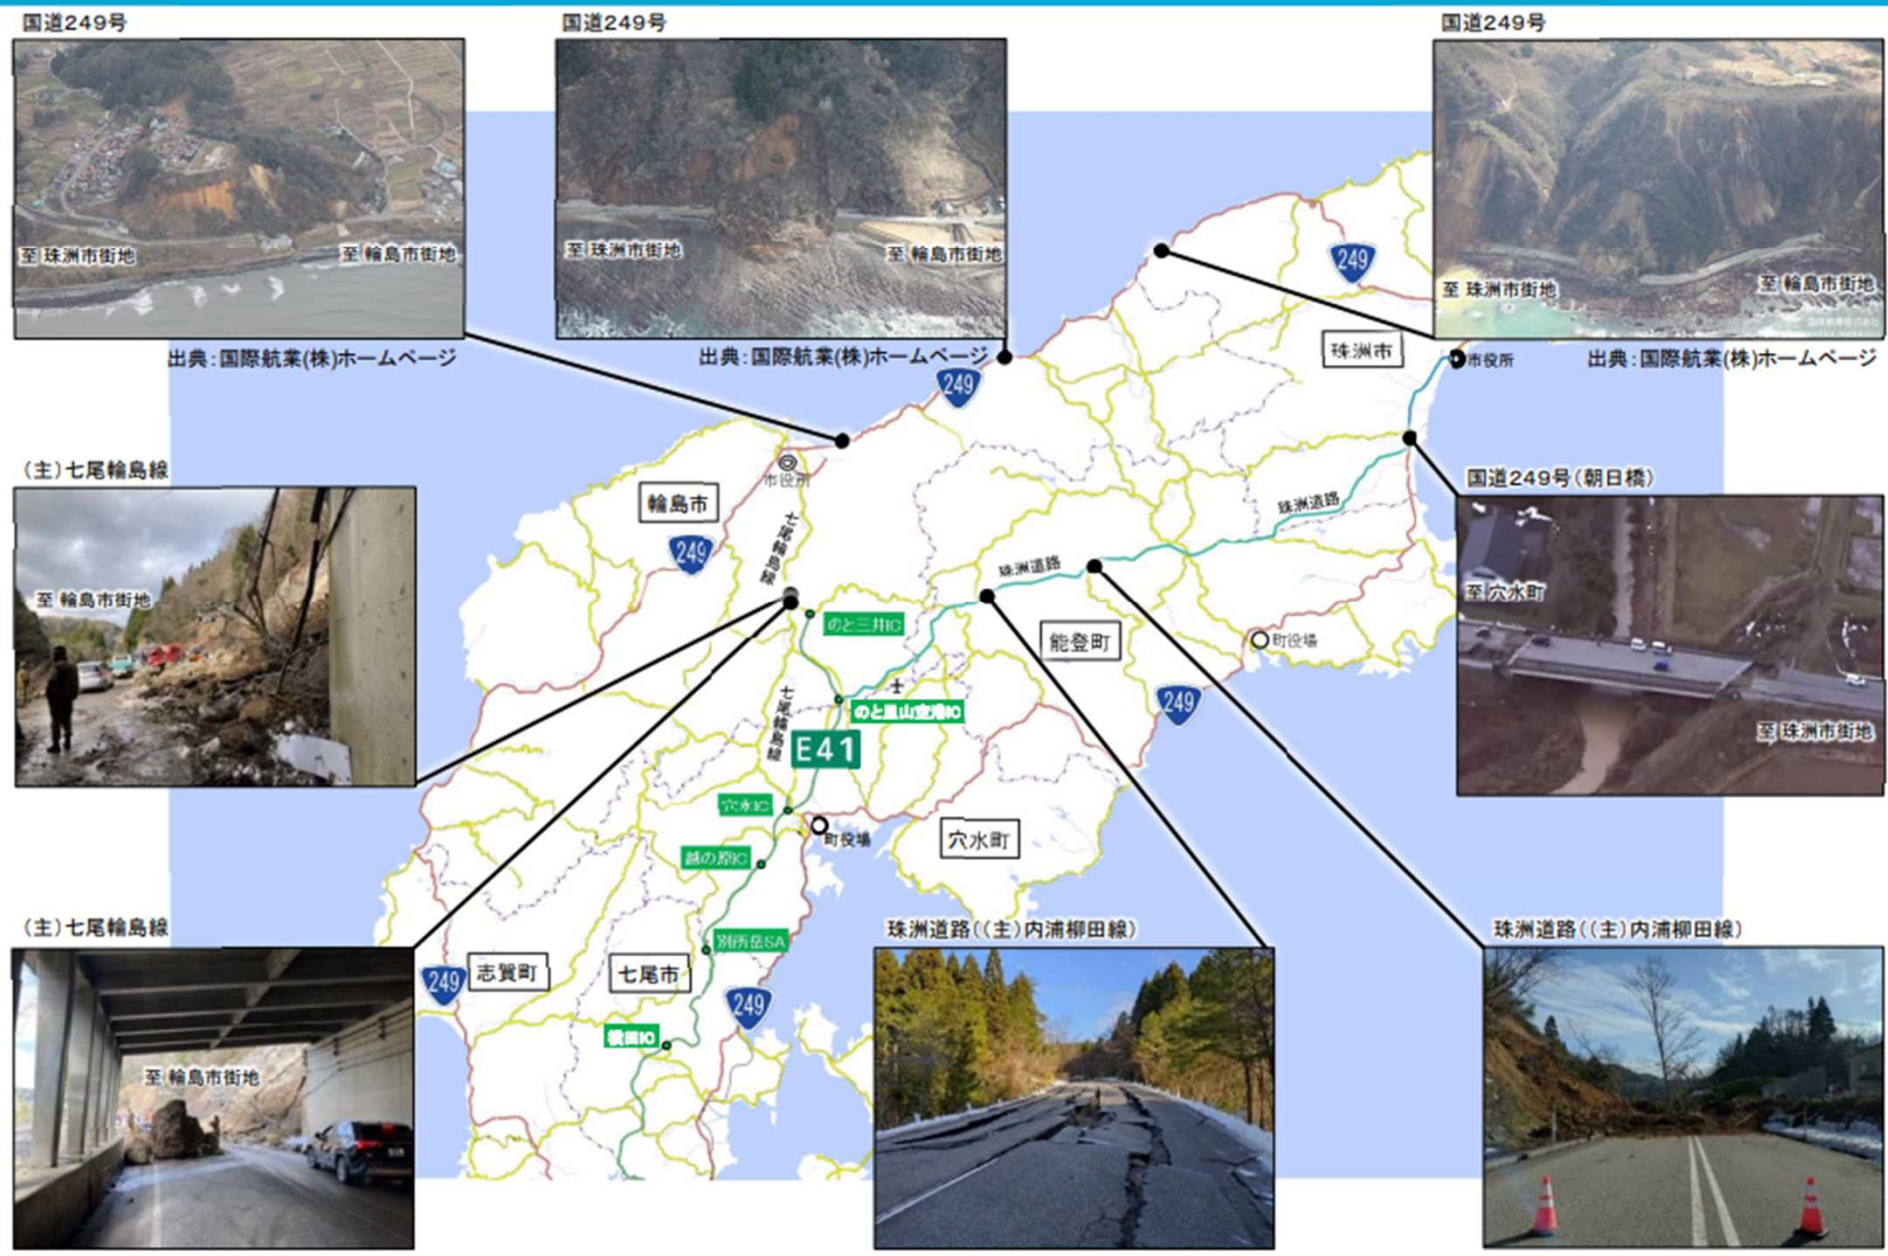 国道249号
国道249号
国道249号
至 珠洲市街地
至 輪島市街地
至 珠洲市街地
至 輪島市街地
至 珠洲市街地
至 輪島市街地
出典：国際航業(株)ホームページ
出典：国際航業(株)ホームページ
出典：国際航業(株)ホームページ
249
249
珠洲市
市役所
(主)七尾輪島線
至 輪島市街地
市役所
輪島市
249
七尾輪島線
珠洲道路
珠洲道路
国道249号(朝日橋)
至 穴水町
至 珠洲市街地
のと三井IC
能登町
町役場
のと里山空港IC
249
七尾輪島線
E41
穴水IC
町役場
穴水町
越の原IC
別所岳SA
志賀町
七尾市
249
249
横田IC
(主)七尾輪島線
至 輪島市街地
珠洲道路((主)内浦柳田線)
珠洲道路((主)内浦柳田線)